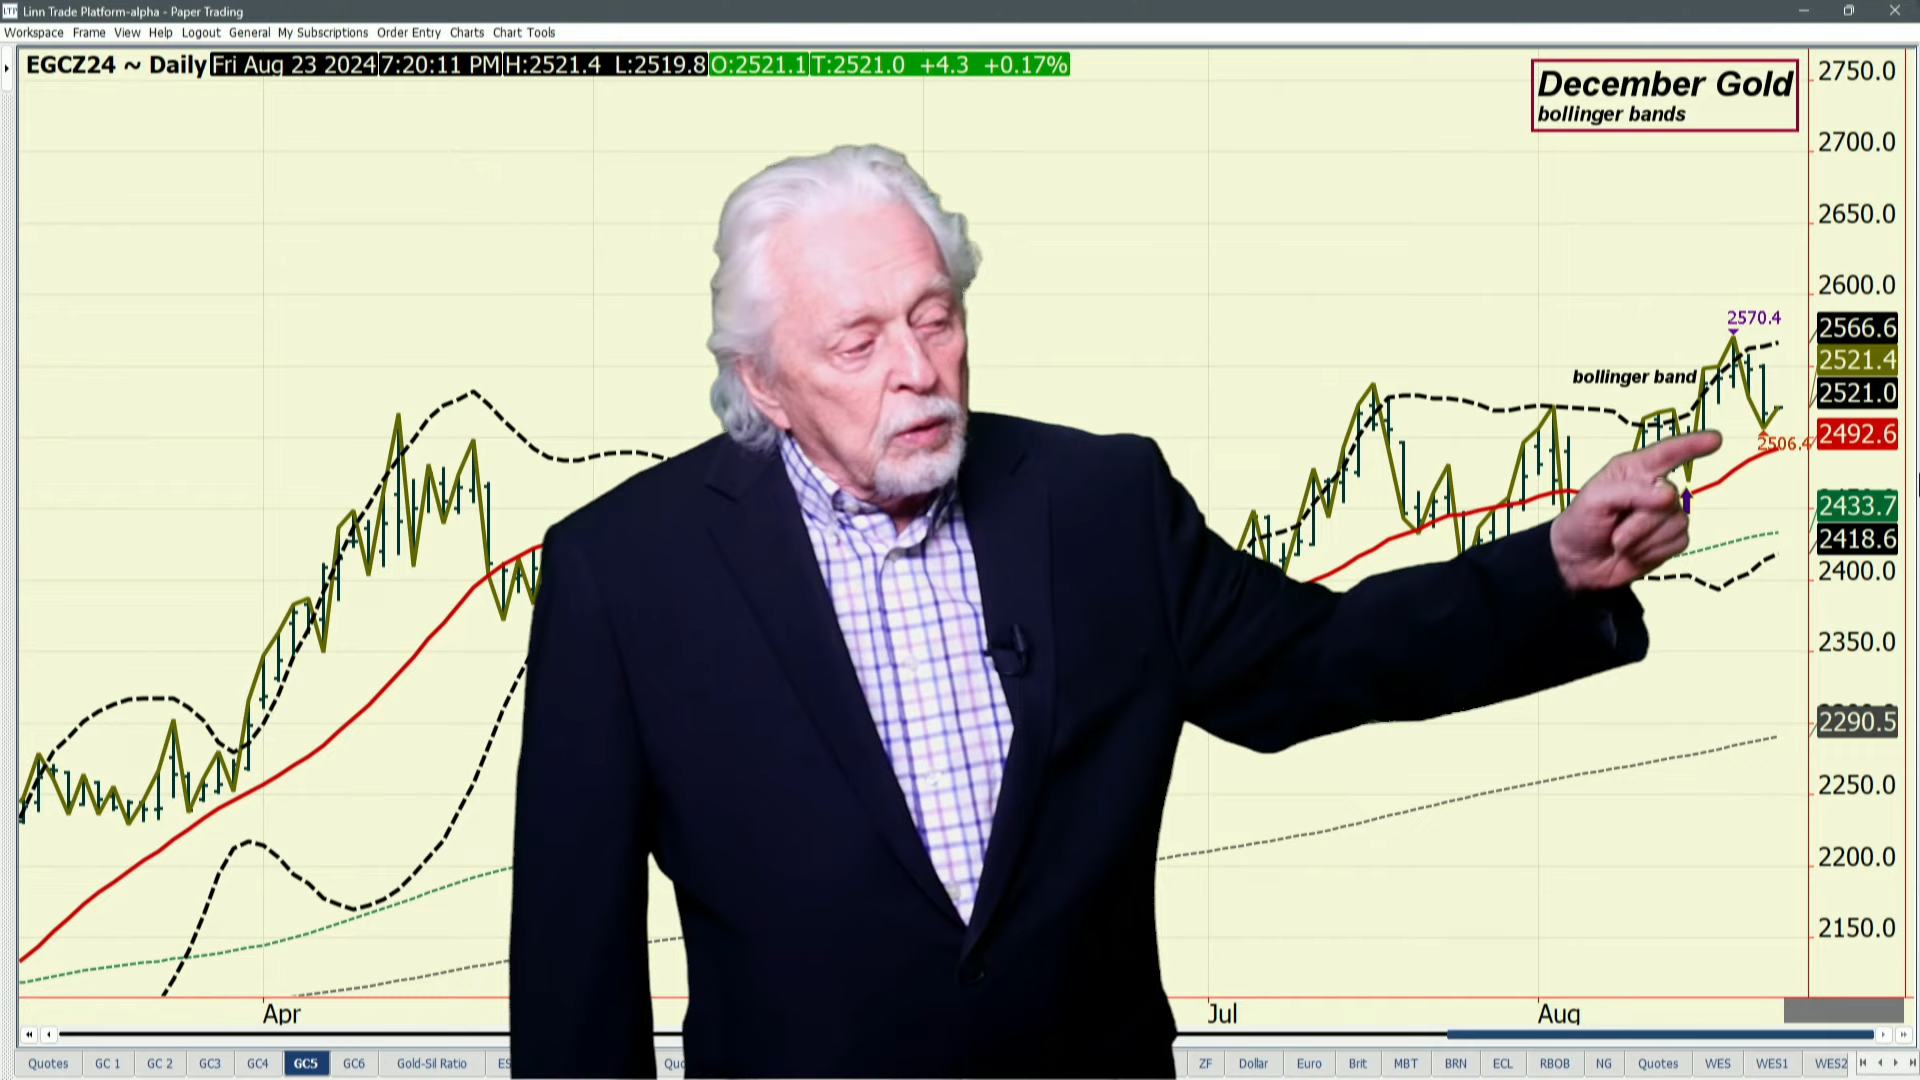 LTP Linn Trade Platform-alpha - Paper Trading
Workspace Frame View Help Logout General My Subscriptions Order Entry Charts Chart Tools
EGCZ24 ~ Daily Fri Aug 23 2024 7:20:11 PM H:2521.4 L:2519.8 O:2521.1 T:2521.0 +4.3 +0.17%
December Gold
bollinger bands
2750.0
2700.0
2650.0
2600.0
2570.4
2566.6
2521.4
bollinger band
2521.0
2506.4
2492.6
2433.7
2418.6
2400.0
2350.0
2290.5
2250.0
2200.0
2150.0
Apr Jul Aug
Quotes GC 1 GC 2 GC3 GC4 GC5 GC6 Gold-Sil Ratio ES Quo ZF Dollar Euro Brit MBT BRN ECL RBOB NG Quotes WES WES1 WES2